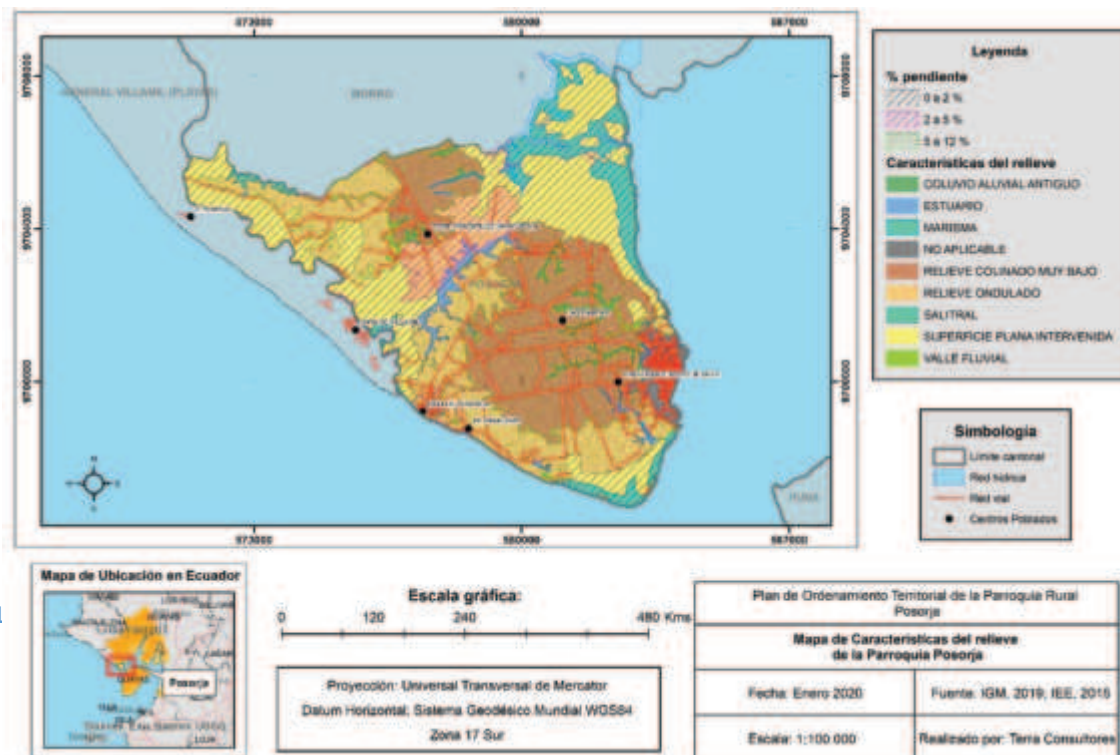 573000
580000
587000
9708000
GENERAL VILLAMIL (PLAYAS)
MORRO
9704000
9700000
POSORJA
PUNA
573000
580000
587000
Leyenda
% pendiente
0 a 2 %
2 a 5 %
5 a 12 %
Características del relieve
COLUVIO ALUVIAL ANTIGUO
ESTUARIO
MARISMA
NO APLICABLE
RELIEVE COLINADO MUY BAJO
RELIEVE ONDULADO
SALITRAL
SUPERFICIE PLANA INTERVENIDA
VALLE FLUVIAL
Simbología
Límite cantonal
Red hídrica
Red vial
Centros Poblados
Mapa de Ubicación en Ecuador
Posorja
Escala gráfica:
0 120 240 480 Kms
Proyección: Universal Transversal de Mercator
Datum Horizontal: Sistema Geodésico Mundial WGS84
Zona 17 Sur
Plan de Ordenamiento Territorial de la Parroquia Rural
Posorja
Mapa de Características del relieve
de la Parroquia Posorja
Fecha: Enero 2020
Fuente: IGM, 2019; IEE, 2018
Escala: 1:100 000
Realizado por: Terra Consultores